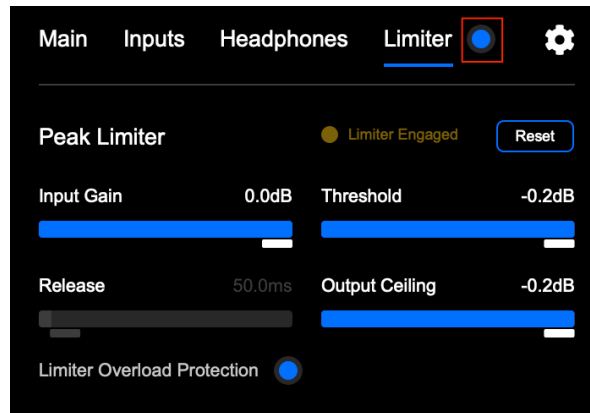 Main Inputs Headphones Limiter
Peak Limiter Limiter Engaged Reset
Input Gain 0.0dB Threshold -0.2dB
Release 50.0ms Output Ceiling -0.2dB
Limiter Overload Protection